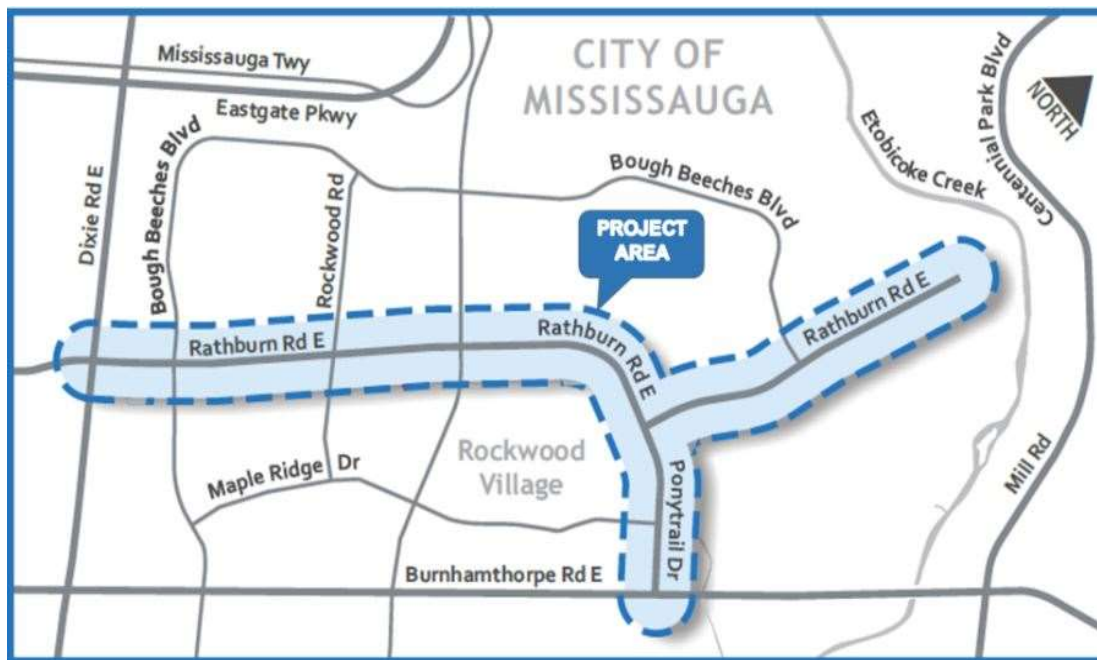 Mississauga Twy
Eastgate Pkwy
CITY OF
MISSISSAUGA
Centennial Park Blvd
NORTH
Etobicoke Creek
Dixie Rd E
Bough Beeches Blvd
Rockwood Rd
Bough Beeches Blvd
PROJECT
AREA
Rathburn Rd E
Rathburn Rd E
Rathburn Rd E
Maple Ridge Dr
Rockwood
Village
Ponytrail Dr
Mill Rd
Burnhamthorpe Rd E